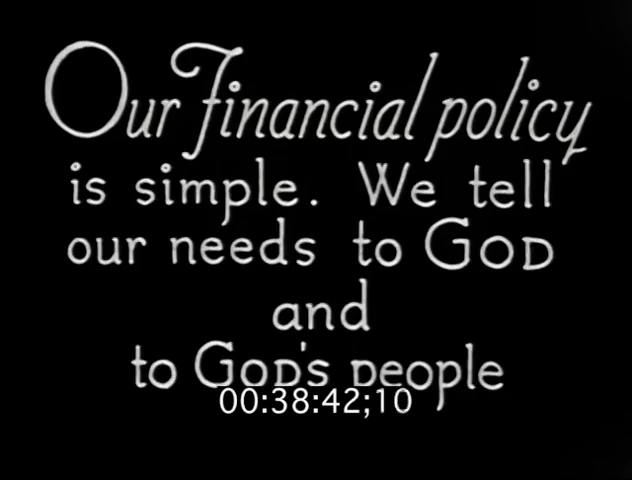 Our financial policy
is simple. We tell
our needs to GOD
and
to GOD's people
00:38:42;10